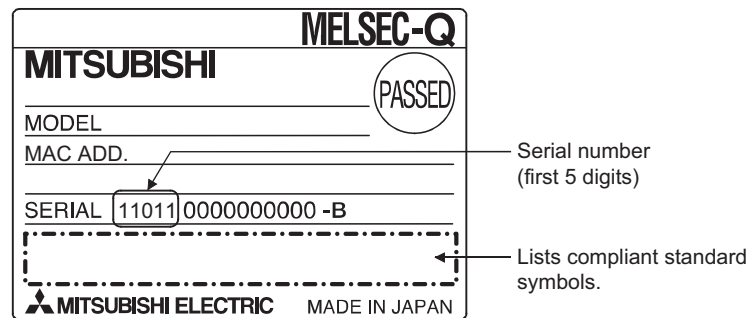 MELSEC-Q
MITSUBISHI
PASSED
MODEL
MAC ADD.
Serial number
(first 5 digits)
SERIAL 11011 0000000000 -B
Lists compliant standard
symbols.
MITSUBISHI ELECTRIC MADE IN JAPAN